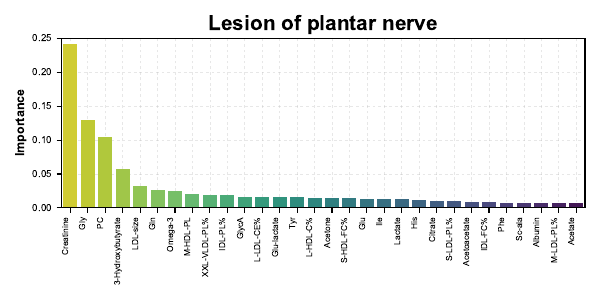 Lesion of plantar nerve
Importance
0.25
0.20
0.15
0.10
0.05
0.00
Creatinine
Gly
PC
3-Hydroxybutyrate
LDL-size
Gln
Omega-3
M-HDL-PL
XXL-VLDL-PL%
IDL-PL%
GlycA
L-LDL-CE%
Glu-lactate
Tyr
L-HDL-C%
Acetone
S-HDL-FC%
Glu
Ile
Lactate
His
Citrate
S-LDL-PL%
Acetoacetate
IDL-FC%
Phe
Sc-ala
Albumin
M-LDL-PL%
Acetate